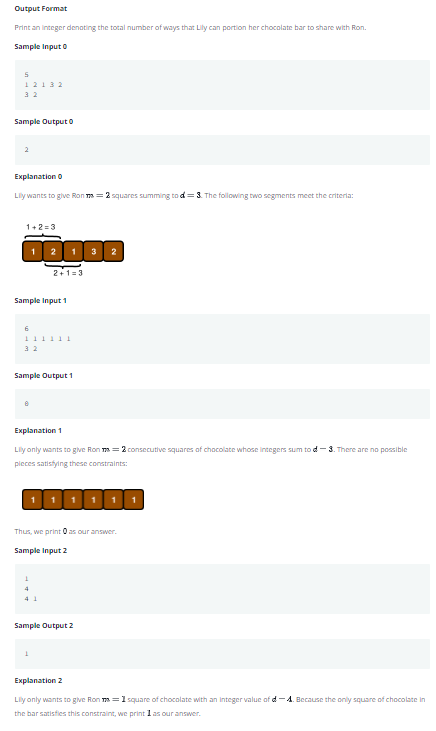 Output Format
Print an integer denoting the total number of ways that Lily can portion her chocolate bar to share with Ron.
Sample Input 0
5
1 2 1 3 2
3 2
Sample Output 0
2
Explanation 0
Lily wants to give Ron m = 2 squares summing to d = 3. The following two segments meet the criteria:
1 + 2 = 3
1 2 1 3 2
2 + 1 = 3
Sample Input 1
6
1 1 1 1 1 1
3 2
Sample Output 1
0
Explanation 1
Lily only wants to give Ron m = 2 consecutive squares of chocolate whose integers sum to d = 3. There are no possible
pieces satisfying these constraints:
1 1 1 1 1 1
Thus, we print 0 as our answer.
Sample Input 2
1
4
4 1
Sample Output 2
1
Explanation 2
Lily only wants to give Ron m = 1 square of chocolate with an integer value of d = 4. Because the only square of chocolate in
the bar satisfies this constraint, we print 1 as our answer.